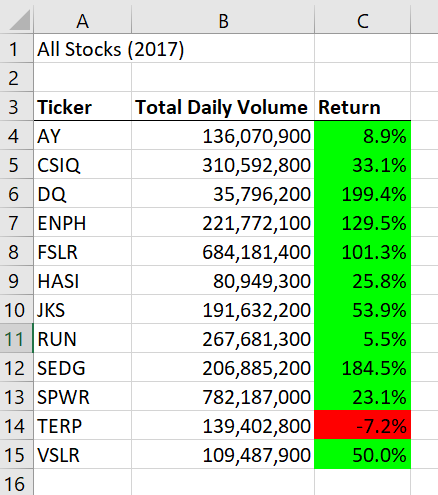 A B C
1 All Stocks (2017)
2
3 Ticker Total Daily Volume Return
4 AY 136,070,900 8.9%
5 CSIQ 310,592,800 33.1%
6 DQ 35,796,200 199.4%
7 ENPH 221,772,100 129.5%
8 FSLR 684,181,400 101.3%
9 HASI 80,949,300 25.8%
10 JKS 191,632,200 53.9%
11 RUN 267,681,300 5.5%
12 SEDG 206,885,200 184.5%
13 SPWR 782,187,000 23.1%
14 TERP 139,402,800 -7.2%
15 VSLR 109,487,900 50.0%
16